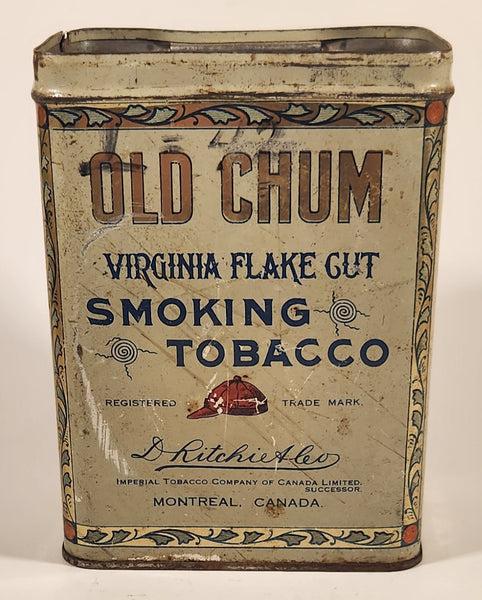 OLD CHUM
VIRGINIA FLAKE CUT
SMOKING
TOBACCO
REGISTERED TRADE MARK.
D Ritchie & Co
IMPERIAL TOBACCO COMPANY OF CANADA LIMITED.
SUCCESSOR.
MONTREAL, CANADA.